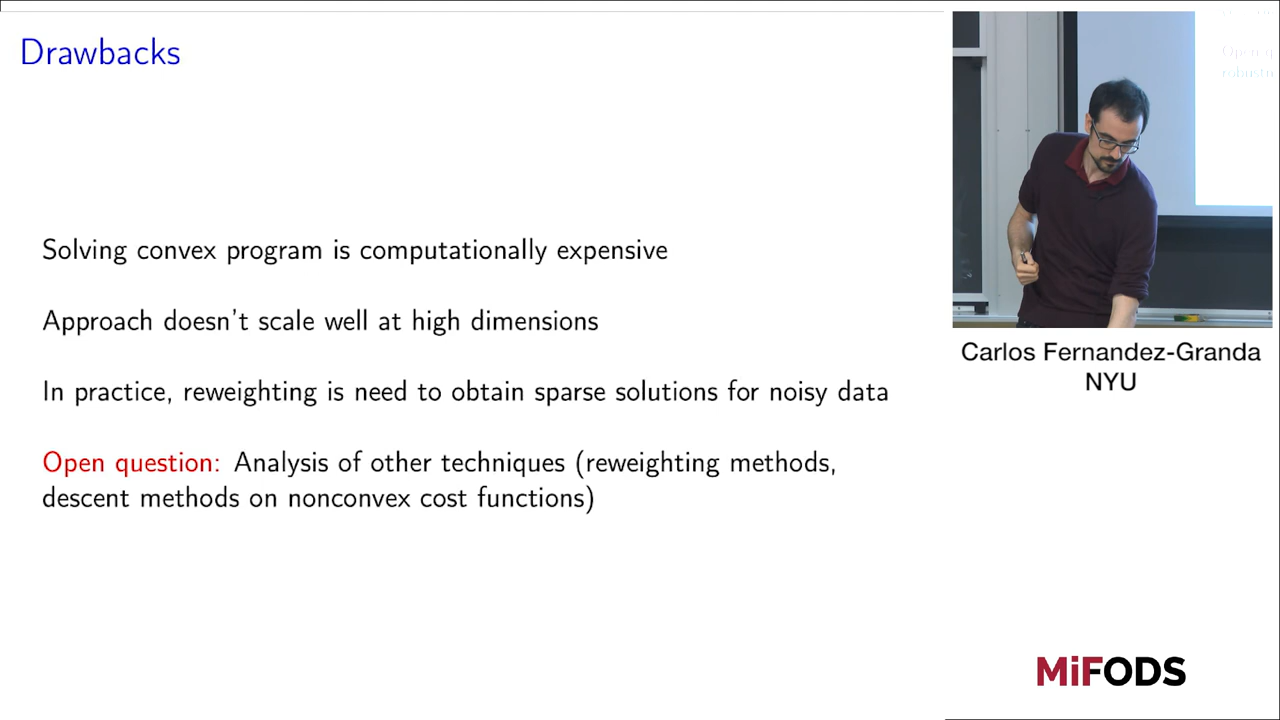 Drawbacks
Solving convex program is computationally expensive
Approach doesn't scale well at high dimensions
In practice, reweighting is need to obtain sparse solutions for noisy data
Open question: Analysis of other techniques (reweighting methods,
descent methods on nonconvex cost functions)
Open q
robustn
Carlos Fernandez-Granda
NYU
MiFODS